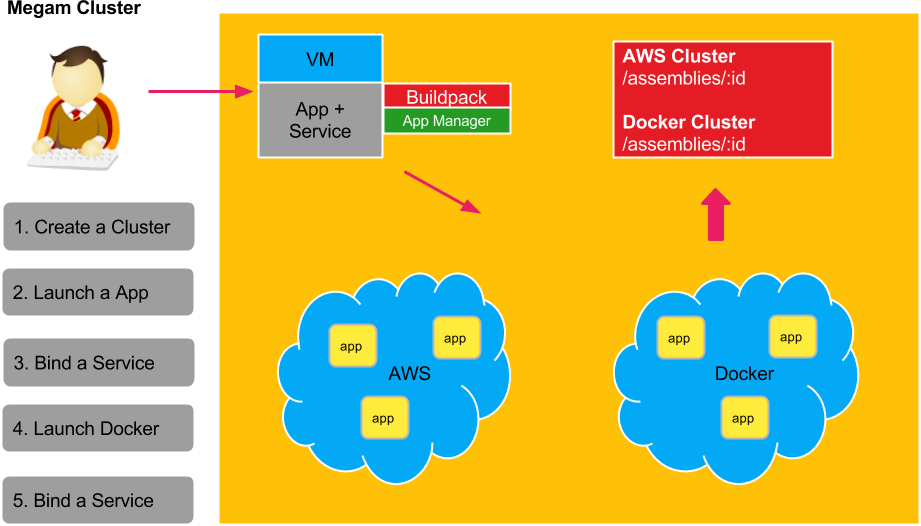 Megam Cluster
VM
App +
Service
Buildpack
App Manager
AWS Cluster
/assemblies/:id
Docker Cluster
/assemblies/:id
1. Create a Cluster
2. Launch a App
3. Bind a Service
4. Launch Docker
5. Bind a Service
app
app
AWS
app
app
app
Docker
app